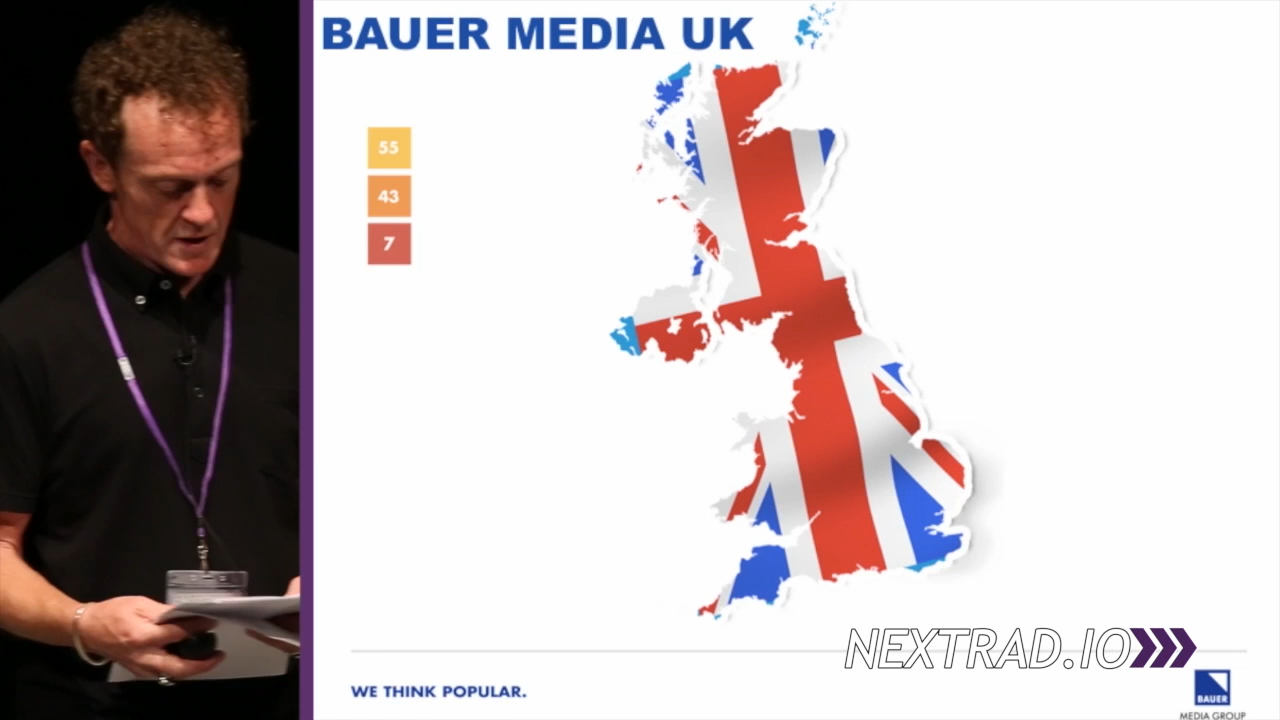 BAUER MEDIA UK
55
43
7
NEXTRAD.IO
WE THINK POPULAR.
BAUER
MEDIA GROUP